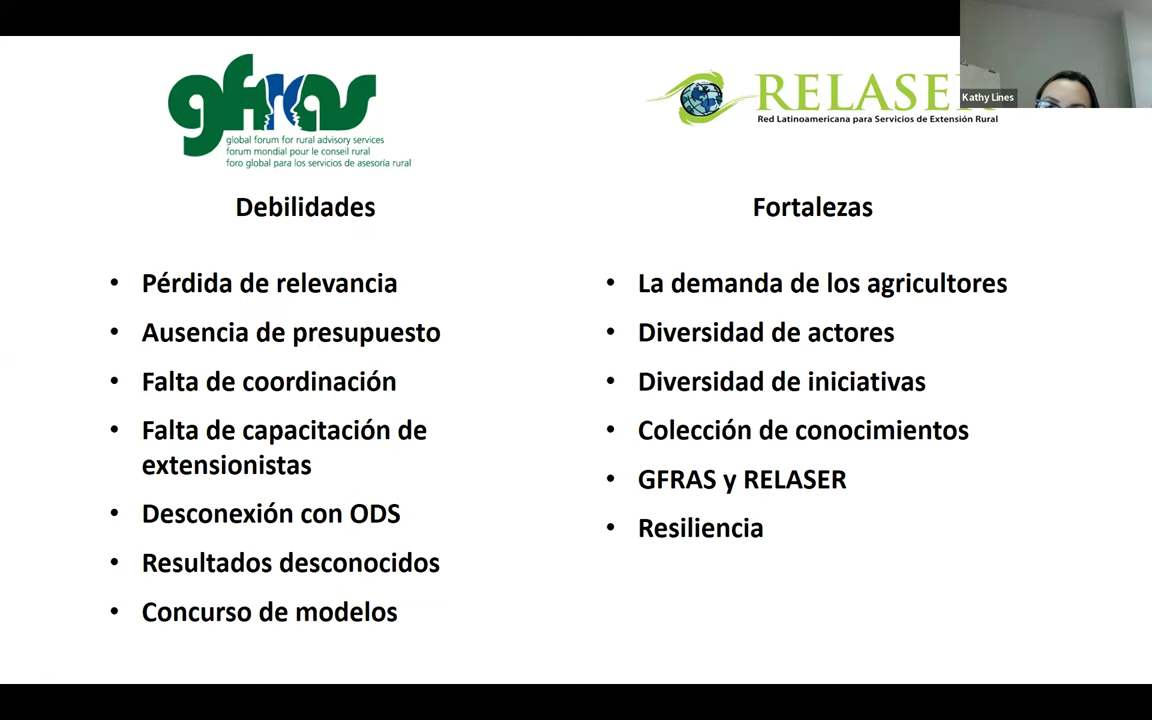 gfras
global forum for rural advisory services
forum mondial pour le conseil rural
foro global para los servicios de asesoría rural
RELASER
Red Latinoamericana para Servicios de Extensión Rural
Kathy Lines
Debilidades
• Pérdida de relevancia
• Ausencia de presupuesto
• Falta de coordinación
• Falta de capacitación de
extensionistas
• Desconexión con ODS
• Resultados desconocidos
• Concurso de modelos
Fortalezas
• La demanda de los agricultores
• Diversidad de actores
• Diversidad de iniciativas
• Colección de conocimientos
• GFRAS y RELASER
• Resiliencia